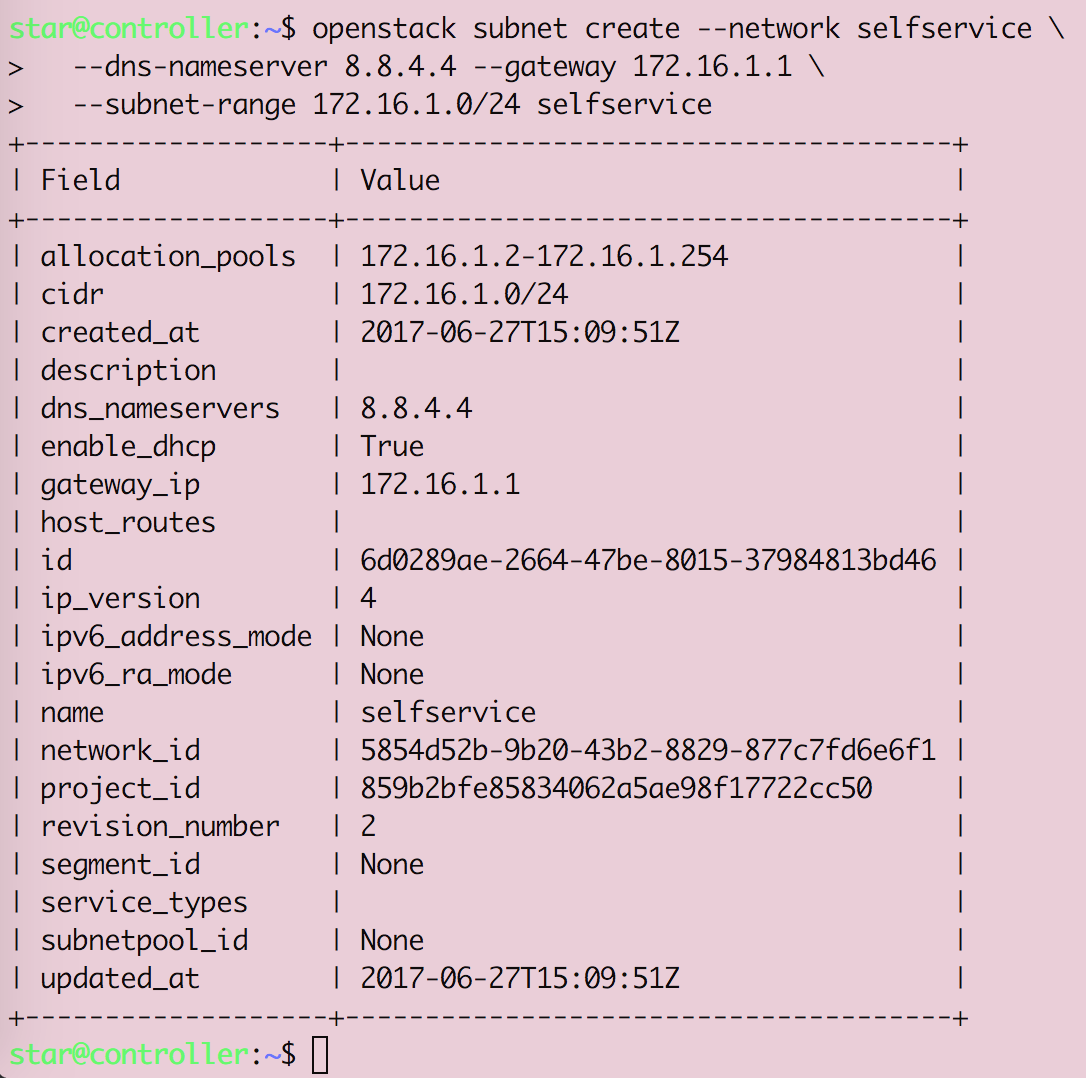 star@controller:~$ openstack subnet create --network selfservice \
>   --dns-nameserver 8.8.4.4 --gateway 172.16.1.1 \
>   --subnet-range 172.16.1.0/24 selfservice
+-------------------+--------------------------------------+
| Field             | Value                                |
+-------------------+--------------------------------------+
| allocation_pools  | 172.16.1.2-172.16.1.254              |
| cidr              | 172.16.1.0/24                        |
| created_at        | 2017-06-27T15:09:51Z                 |
| description       |                                      |
| dns_nameservers   | 8.8.4.4                              |
| enable_dhcp       | True                                 |
| gateway_ip        | 172.16.1.1                           |
| host_routes       |                                      |
| id                | 6d0289ae-2664-47be-8015-37984813bd46 |
| ip_version        | 4                                    |
| ipv6_address_mode | None                                 |
| ipv6_ra_mode      | None                                 |
| name              | selfservice                          |
| network_id        | 5854d52b-9b20-43b2-8829-877c7fd6e6f1 |
| project_id        | 859b2bfe85834062a5ae98f17722cc50     |
| revision_number   | 2                                    |
| segment_id        | None                                 |
| service_types     |                                      |
| subnetpool_id     | None                                 |
| updated_at        | 2017-06-27T15:09:51Z                 |
+-------------------+--------------------------------------+
star@controller:~$